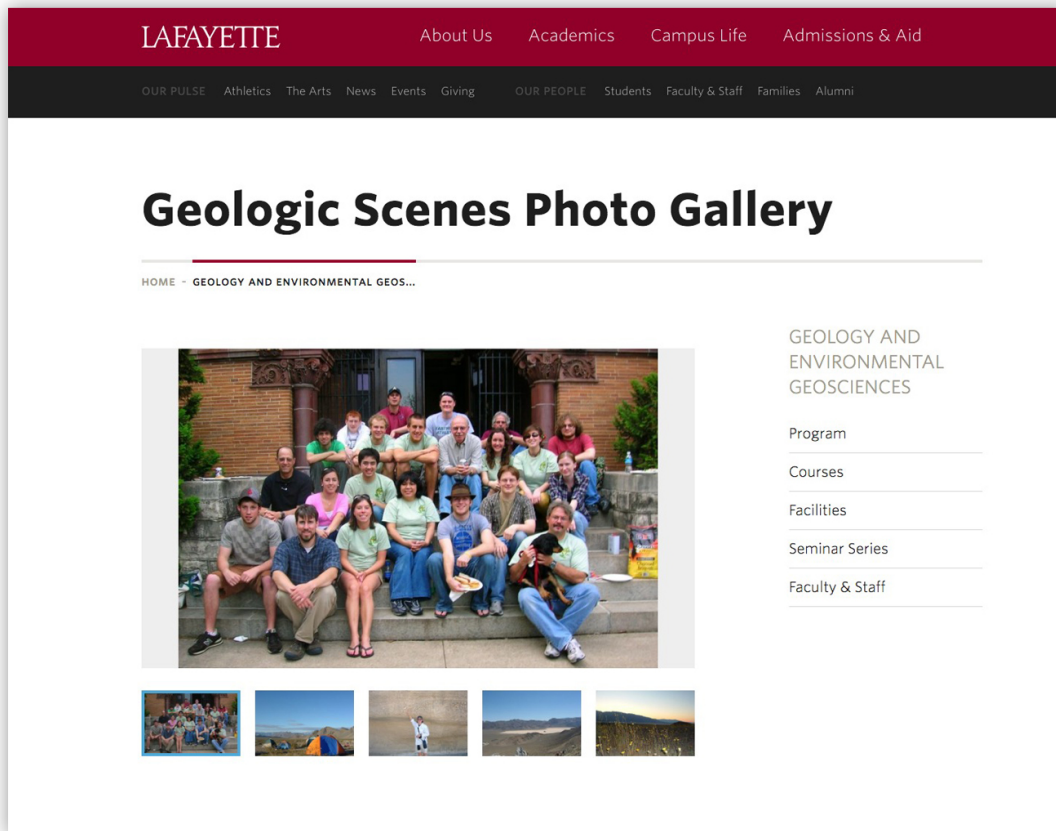 LAFAYETTE About Us Academics Campus Life Admissions & Aid
OUR PULSE Athletics The Arts News Events Giving OUR PEOPLE Students Faculty & Staff Families Alumni
Geologic Scenes Photo Gallery
HOME - GEOLOGY AND ENVIRONMENTAL GEOS...
GEOLOGY AND
ENVIRONMENTAL
GEOSCIENCES
Program
Courses
Facilities
Seminar Series
Faculty & Staff